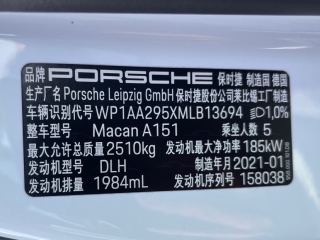 品牌 PORSCHE 保时捷 制造国 德国
生产厂名 Porsche Leipzig GmbH 保时捷股份公司莱比锡工厂制造
车辆识别代号 WP1AA295XMLB13694 1,0%
整车型号 Macan A151 乘坐人数 5
最大允许总质量 2510kg 发动机最大净功率 185kW
发动机型号 DLH 制造年月 2021-01
发动机排量 1984mL 发动机号 158038